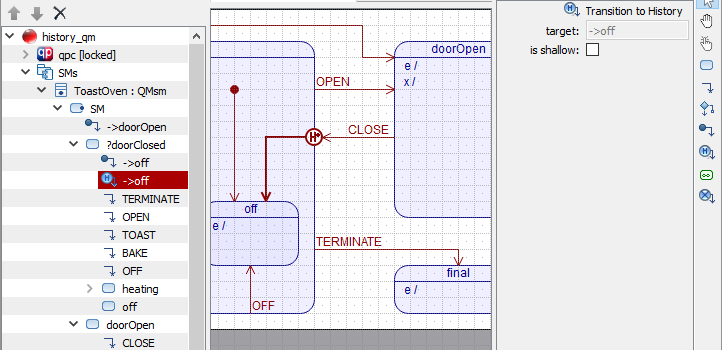 history_qm
qpc [locked]
SMs
ToastOven : QMsm
SM
->doorOpen
?doorClosed
->off
->off
TERMINATE
OPEN
TOAST
BAKE
OFF
heating
off
doorOpen
CLOSE
doorOpen
e /
x /
OPEN
CLOSE
H*
off
e /
TERMINATE
final
e /
OFF
Transition to History
target: ->off
is shallow: